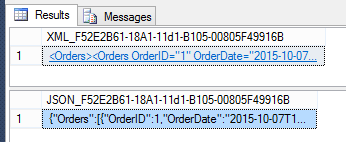 Results Messages
XML_F52E2B61-18A1-11d1-B105-00805F49916B
1 <Orders><Orders OrderID="1" OrderDate="2015-10-07...
JSON_F52E2B61-18A1-11d1-B105-00805F49916B
1 {"Orders":[{"OrderID":1,"OrderDate":"2015-10-07T1...